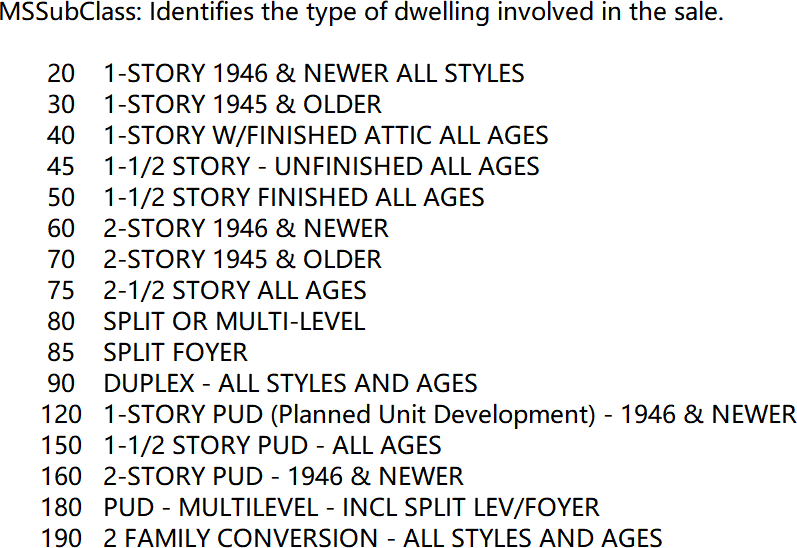 MSSubClass: Identifies the type of dwelling involved in the sale.
20 1-STORY 1946 & NEWER ALL STYLES
30 1-STORY 1945 & OLDER
40 1-STORY W/FINISHED ATTIC ALL AGES
45 1-1/2 STORY - UNFINISHED ALL AGES
50 1-1/2 STORY FINISHED ALL AGES
60 2-STORY 1946 & NEWER
70 2-STORY 1945 & OLDER
75 2-1/2 STORY ALL AGES
80 SPLIT OR MULTI-LEVEL
85 SPLIT FOYER
90 DUPLEX - ALL STYLES AND AGES
120 1-STORY PUD (Planned Unit Development) - 1946 & NEWER
150 1-1/2 STORY PUD - ALL AGES
160 2-STORY PUD - 1946 & NEWER
180 PUD - MULTILEVEL - INCL SPLIT LEV/FOYER
190 2 FAMILY CONVERSION - ALL STYLES AND AGES